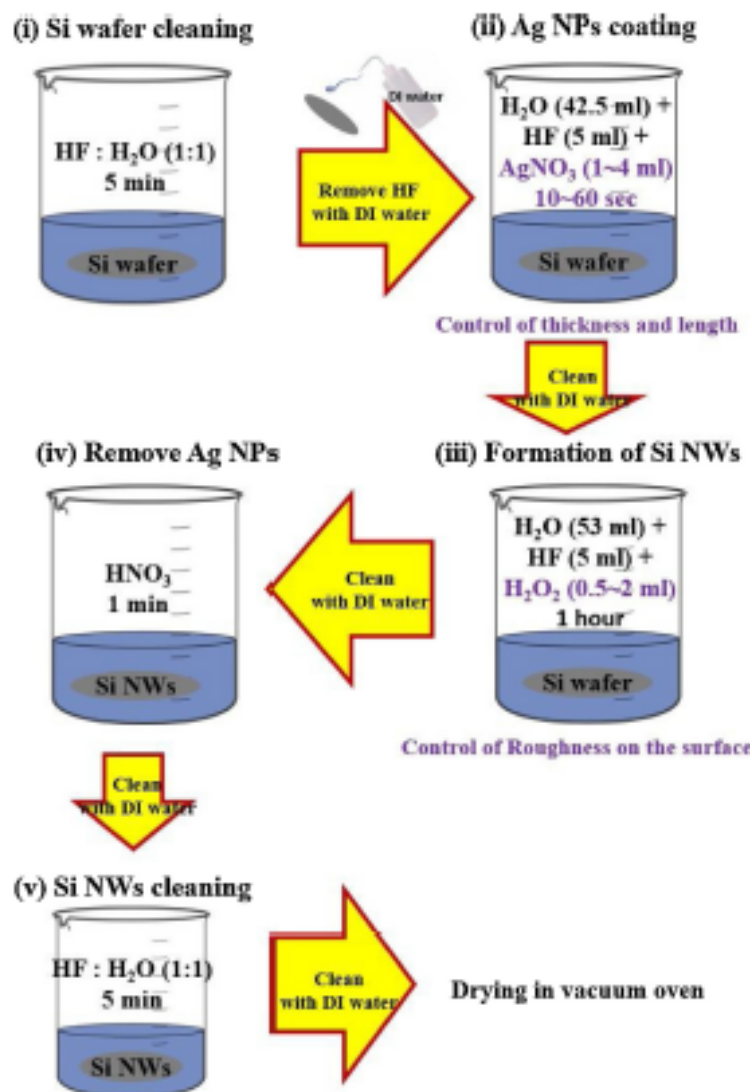 (i) Si wafer cleaning
HF : H₂O (1:1)
5 min
Si wafer
DI water
Remove HF
with DI water
(ii) Ag NPs coating
H₂O (42.5 ml) +
HF (5 ml) +
AgNO₃ (1~4 ml)
10~60 sec
Si wafer
Control of thickness and length
Clean
with DI water
(iii) Formation of Si NWs
H₂O (53 ml) +
HF (5 ml) +
H₂O₂ (0.5~2 ml)
1 hour
Si wafer
Control of Roughness on the surface
Clean
with DI water
(iv) Remove Ag NPs
HNO₃
1 min
Si NWs
Clean
with DI water
(v) Si NWs cleaning
HF : H₂O (1:1)
5 min
Si NWs
Clean
with DI water
Drying in vacuum oven